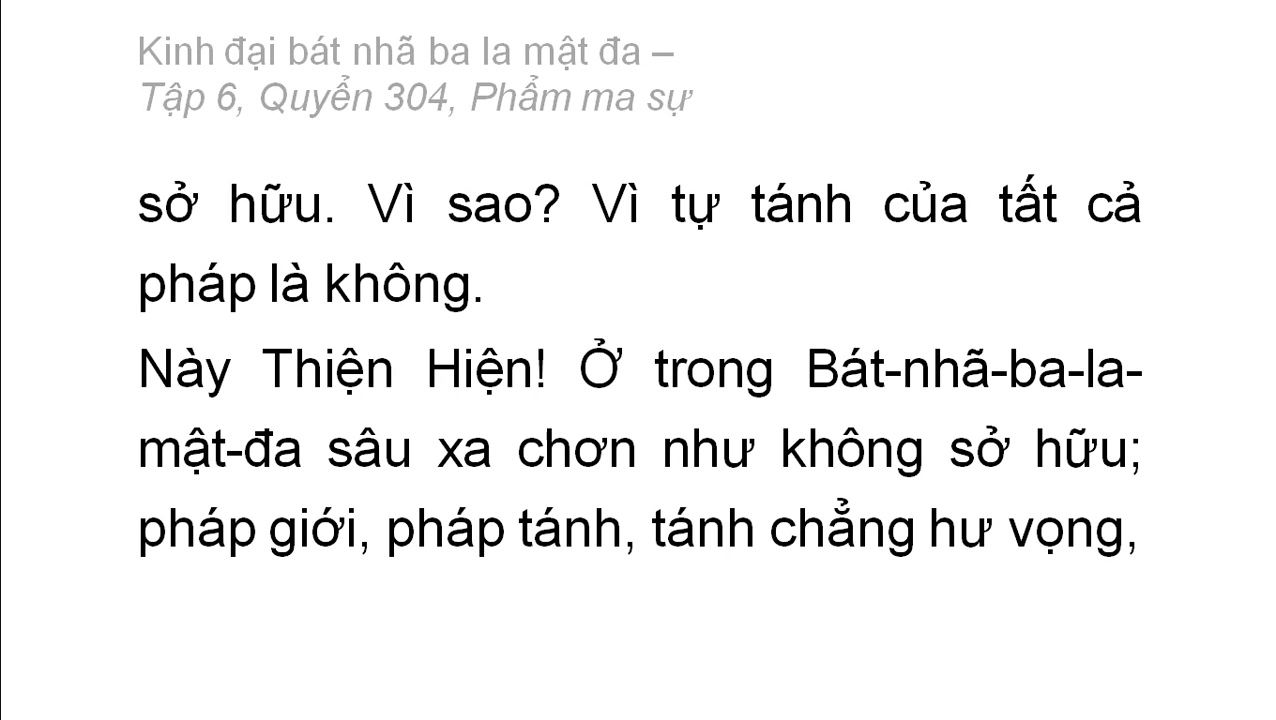 Kinh đại bát nhã ba la mật đa –
Tập 6, Quyển 304, Phẩm ma sự
sở hữu. Vì sao? Vì tự tánh của tất cả
pháp là không.
Này Thiện Hiện! Ở trong Bát-nhã-ba-la-
mật-đa sâu xa chơn như không sở hữu;
pháp giới, pháp tánh, tánh chẳng hư vọng,